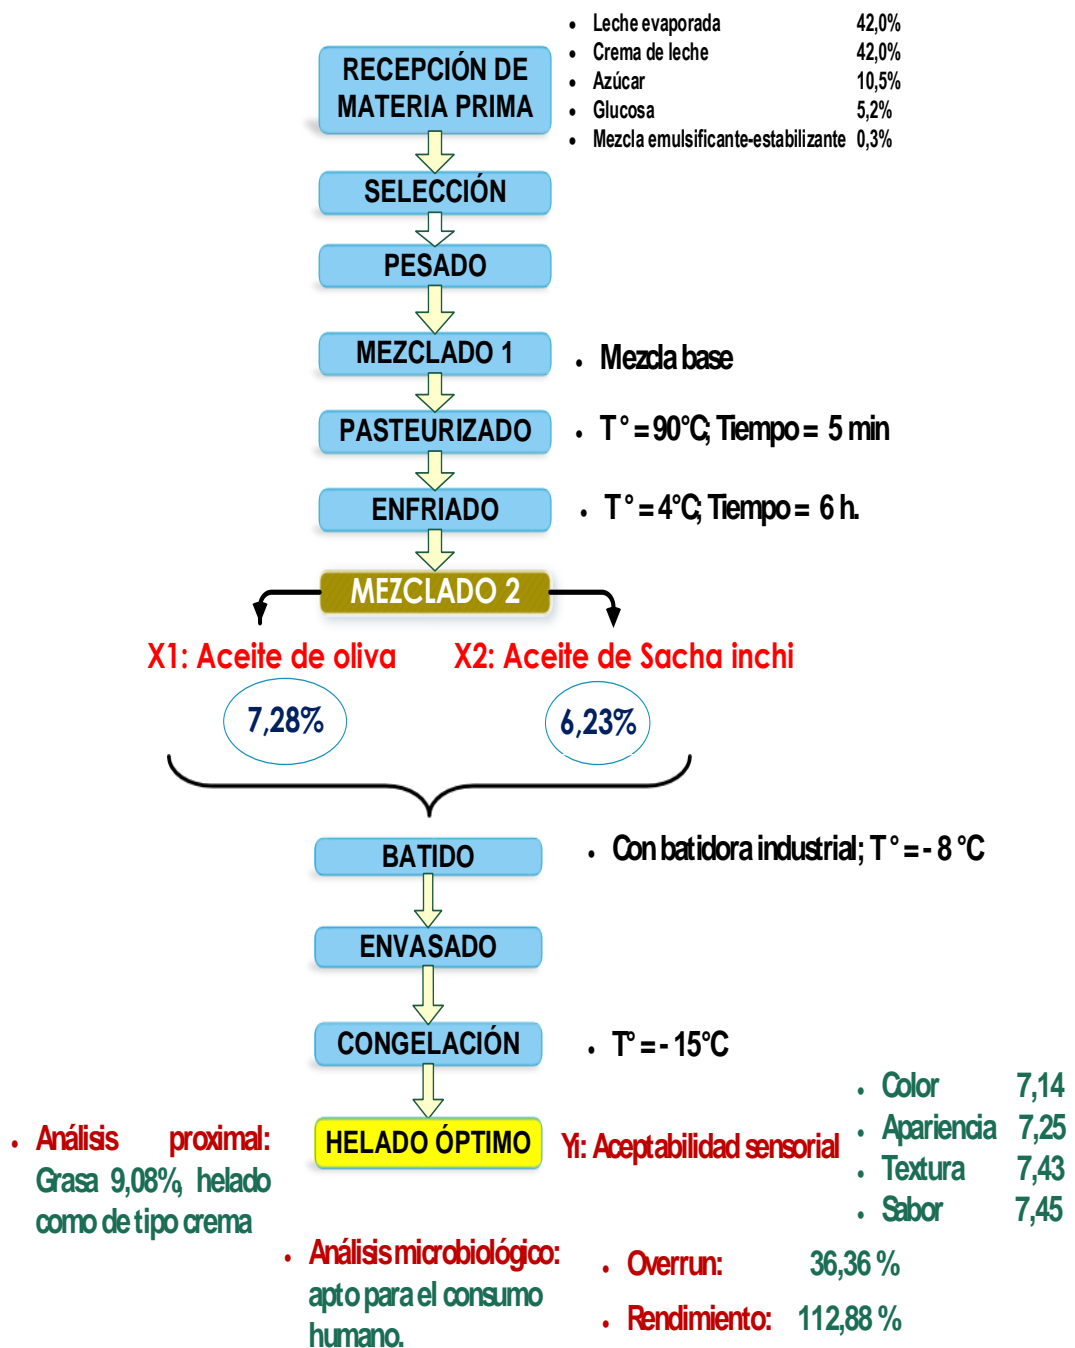 • Leche evaporada 42,0%
• Crema de leche 42,0%
• Azúcar 10,5%
• Glucosa 5,2%
• Mezcla emulsificante-estabilizante 0,3%
RECEPCIÓN DE
MATERIA PRIMA
SELECCIÓN
PESADO
MEZCLADO 1
• Mezcla base
PASTEURIZADO
• T° = 90°C; Tiempo = 5 min
ENFRIADO
• T° = 4°C; Tiempo = 6 h.
MEZCLADO 2
X1: Aceite de oliva
X2: Aceite de Sacha inchi
7,28%
6,23%
BATIDO
• Con batidora industrial; T° = - 8 °C
ENVASADO
CONGELACIÓN
• T° = - 15°C
HELADO ÓPTIMO
Yi: Aceptabilidad sensorial
• Color 7,14
• Apariencia 7,25
• Textura 7,43
• Sabor 7,45
• Análisis proximal:
Grasa 9,08%, helado
como de tipo crema
• Análisis microbiológico:
apto para el consumo
humano.
• Overrun: 36,36 %
• Rendimiento: 112,88 %